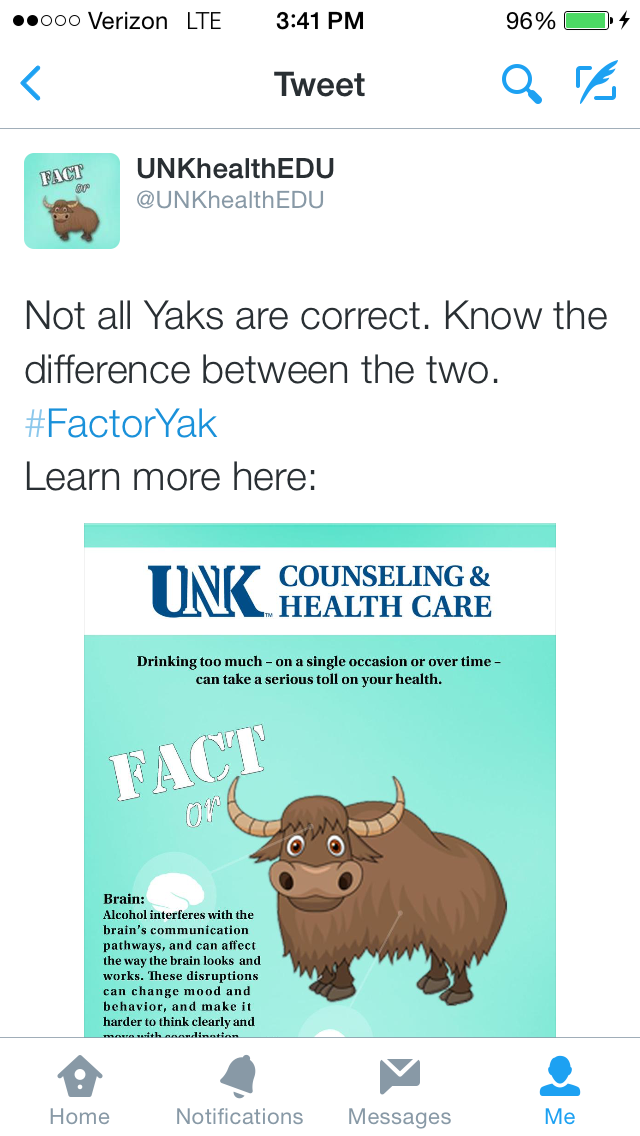 Verizon LTE 3:41 PM 96%
Tweet
FACT
or
UNKhealthEDU
@UNKhealthEDU
Not all Yaks are correct. Know the
difference between the two.
#FactorYak
Learn more here:
UNK™ COUNSELING &
HEALTH CARE
Drinking too much – on a single occasion or over time –
can take a serious toll on your health.
FACT
or
Brain:
Alcohol interferes with the
brain's communication
pathways, and can affect
the way the brain looks and
works. These disruptions
can change mood and
behavior, and make it
harder to think clearly and
move with coordination
Home Notifications Messages Me